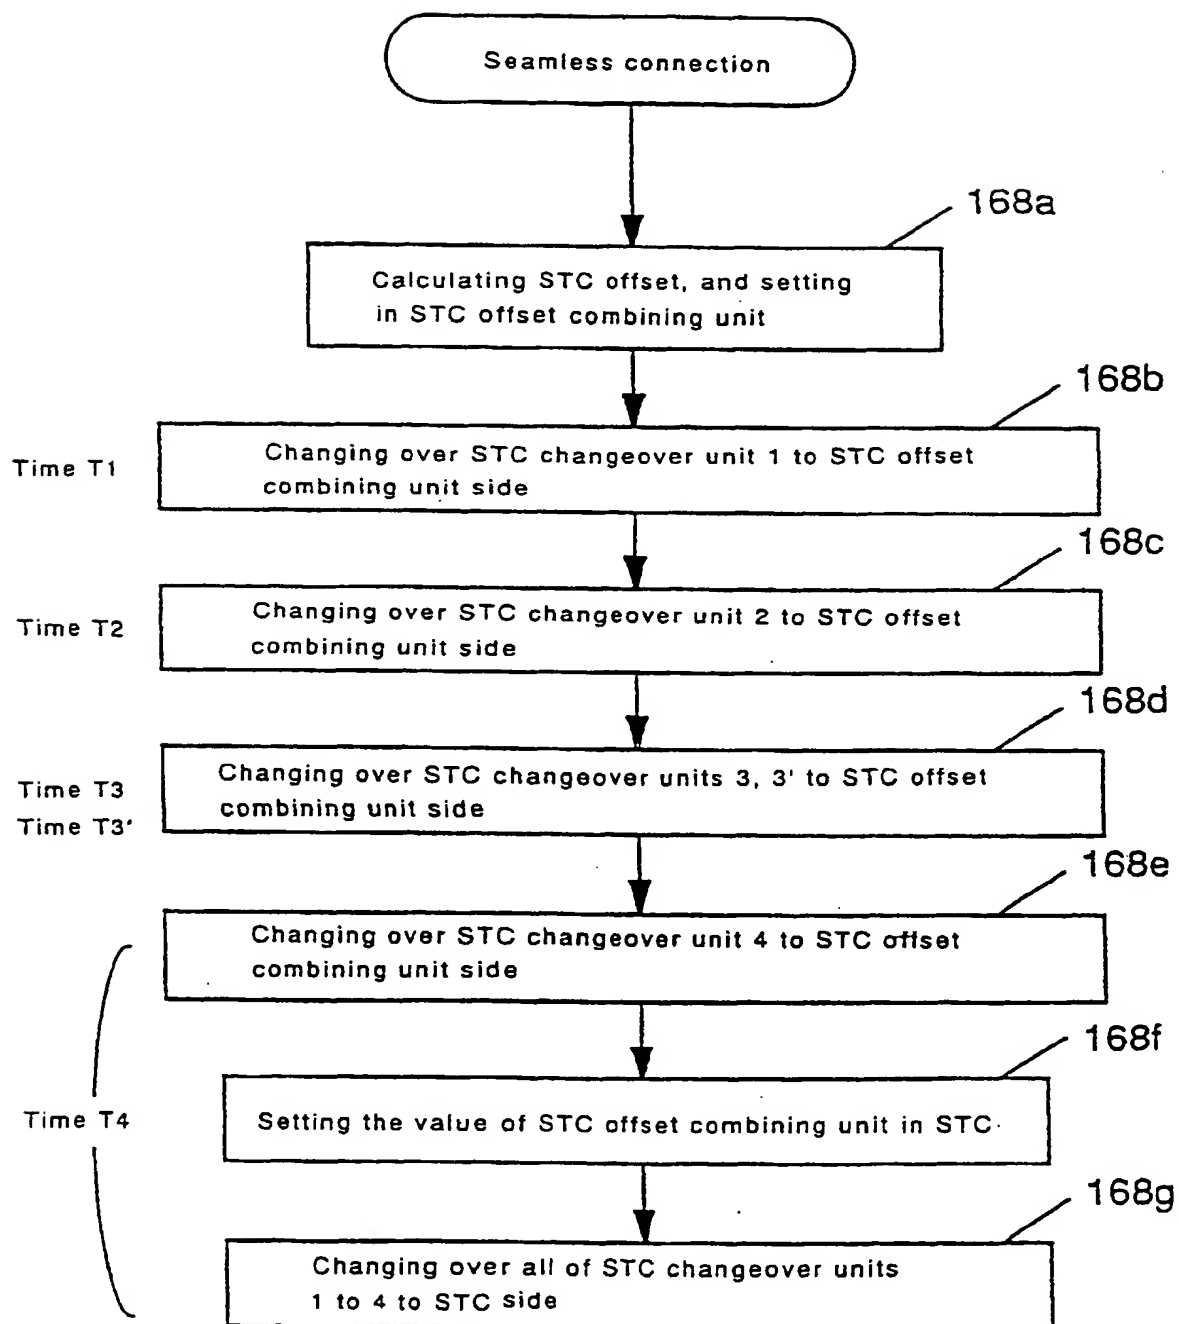 Seamless connection
168a
Calculating STC offset, and setting
in STC offset combining unit
168b
Time T1
Changing over STC changeover unit 1 to STC offset
combining unit side
168c
Time T2
Changing over STC changeover unit 2 to STC offset
combining unit side
168d
Time T3
Time T3'
Changing over STC changeover units 3, 3' to STC offset
combining unit side
168e
Changing over STC changeover unit 4 to STC offset
combining unit side
168f
Time T4
Setting the value of STC offset combining unit in STC
168g
Changing over all of STC changeover units
1 to 4 to STC side